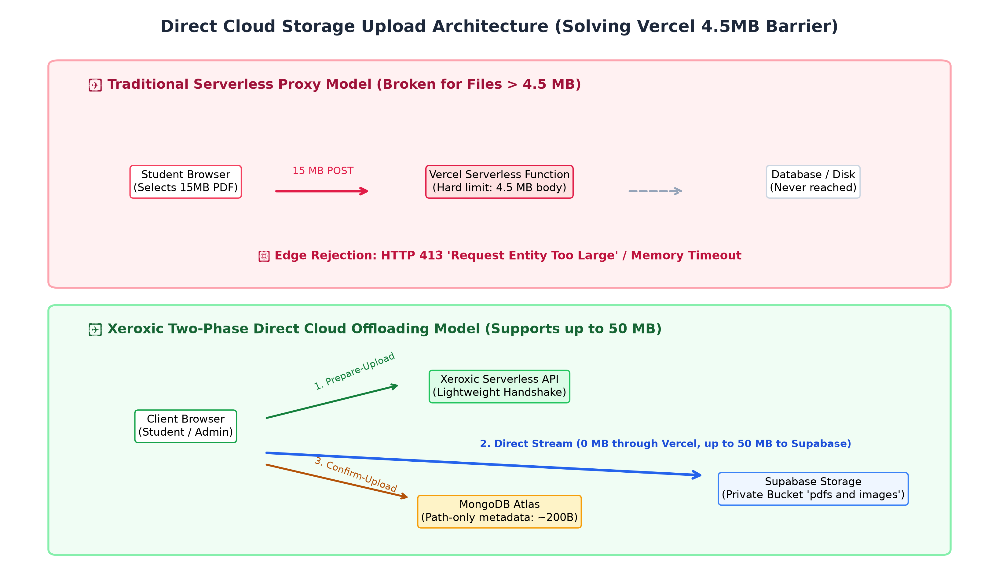 Direct Cloud Storage Upload Architecture (Solving Vercel 4.5MB Barrier)
Traditional Serverless Proxy Model (Broken for Files > 4.5 MB)
Student Browser
(Selects 15MB PDF)
15 MB POST
Vercel Serverless Function
(Hard limit: 4.5 MB body)
Database / Disk
(Never reached)
Edge Rejection: HTTP 413 'Request Entity Too Large' / Memory Timeout
Xeroxic Two-Phase Direct Cloud Offloading Model (Supports up to 50 MB)
1. Prepare-Upload
Xeroxic Serverless API
(Lightweight Handshake)
Client Browser
(Student / Admin)
2. Direct Stream (0 MB through Vercel, up to 50 MB to Supabase)
3. Confirm-Upload
Supabase Storage
(Private Bucket 'pdfs and images')
MongoDB Atlas
(Path-only metadata: ~200B)